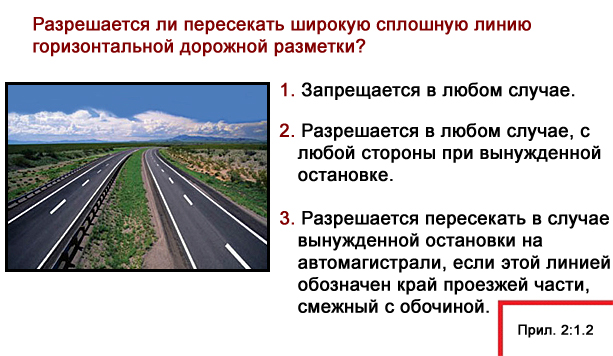 Разрешается ли пересекать широкую сплошную линию
горизонтальной дорожной разметки?
1. Запрещается в любом случае.
2. Разрешается в любом случае, с
любой стороны при вынужденной
остановке.
3. Разрешается пересекать в случае
вынужденной остановки на
автомагистрали, если этой линией
обозначен край проезжей части,
смежный с обочиной.
Прил. 2:1.2